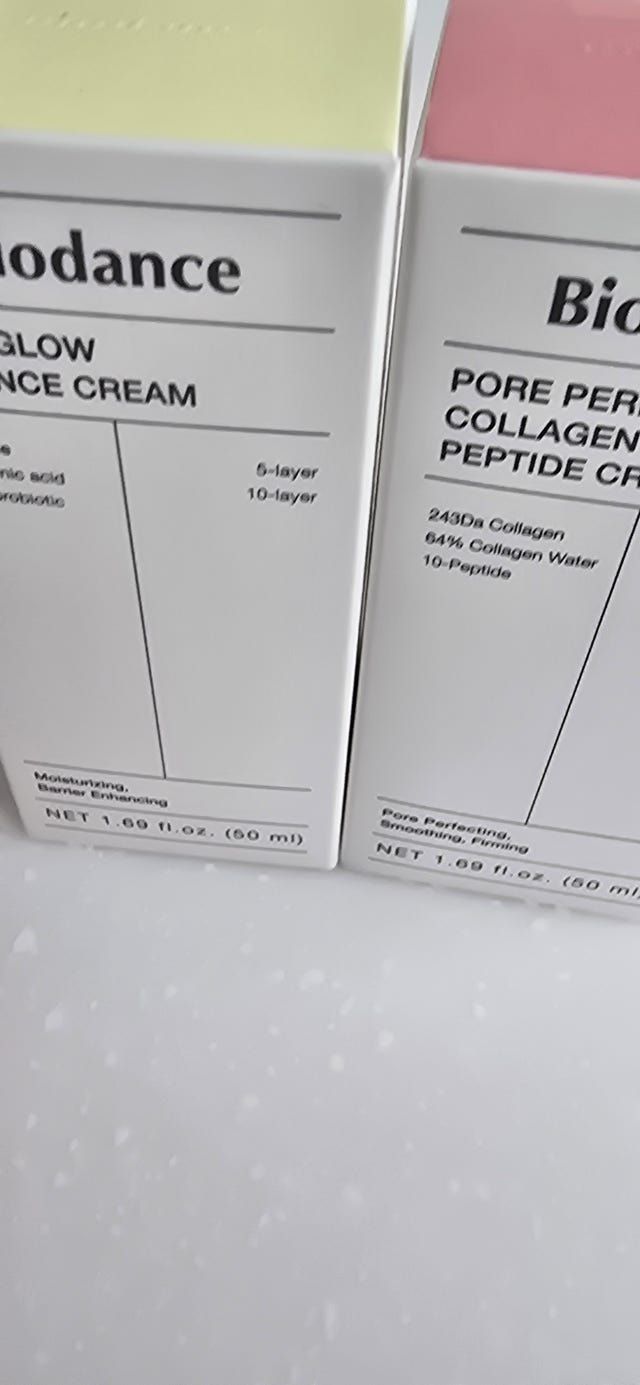 iodance
GLOW
NCE CREAM
s
nic acid
probiotic
5-layer
10-layer
Moisturizing,
Barrier Enhancing
NET 1.69 fl.oz. (50 ml)
Bio
PORE PER
COLLAGEN
PEPTIDE CR
243Da Collagen
64% Collagen Water
10-Peptide
Pore Perfecting,
Smoothing, Firming
NET 1.69 fl.oz. (50 ml